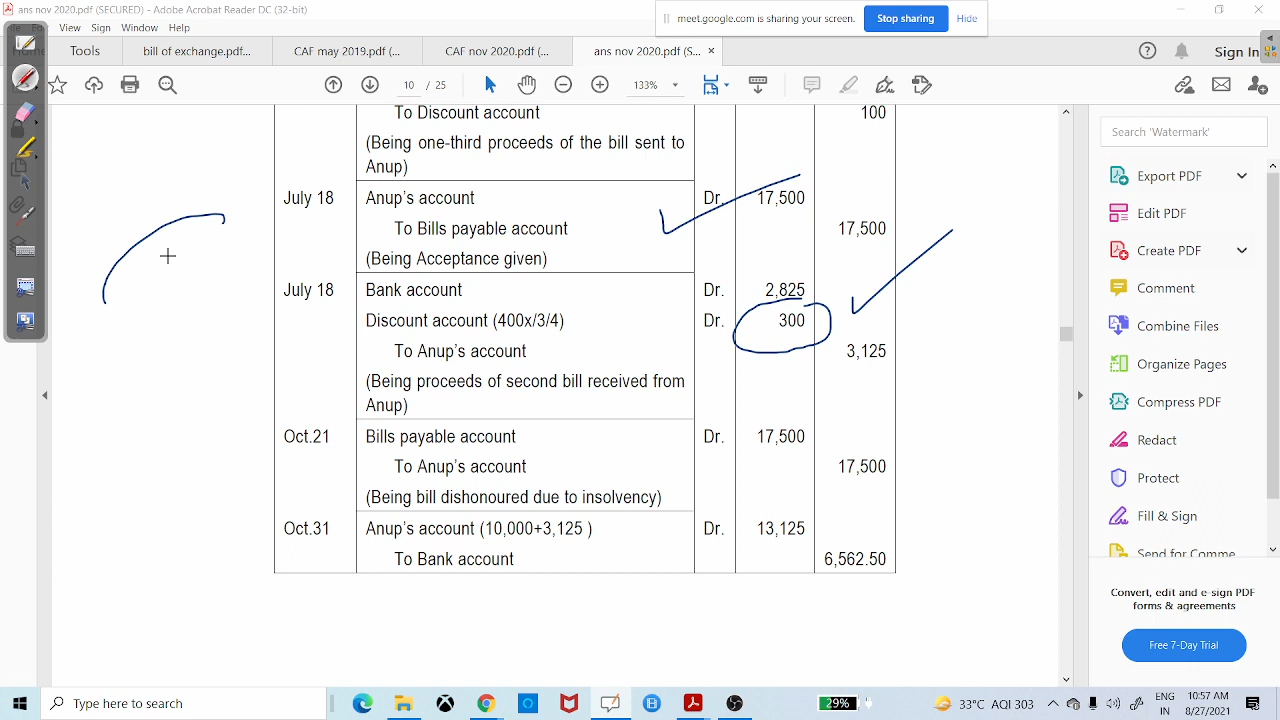 ans nov 2020.pdf (SECURED) - Adobe Acrobat Reader DC (32-bit)
meet.google.com is sharing your screen. Stop sharing Hide
Sign Window Help
Tools bill of exchange.pdf... CAF may 2019.pdf (... CAF nov 2020.pdf (... ans nov 2020.pdf (S... × Sign In
10 / 25 133%
To Discount account 100
(Being one-third proceeds of the bill sent to
Anup)
July 18 Anup's account Dr. 17,500
To Bills payable account 17,500
(Being Acceptance given)
July 18 Bank account Dr. 2,825
Discount account (400x/3/4) Dr. 300
To Anup's account 3,125
(Being proceeds of second bill received from
Anup)
Oct.21 Bills payable account Dr. 17,500
To Anup's account 17,500
(Being bill dishonoured due to insolvency)
Oct.31 Anup's account (10,000+3,125 ) Dr. 13,125
To Bank account 6,562.50
Search 'Watermark'
Export PDF
Edit PDF
Create PDF
Comment
Combine Files
Organize Pages
Compress PDF
Redact
Protect
Fill & Sign
Send for Comme
Convert, edit and e-sign PDF
forms & agreements
Free 7-Day Trial
Type here to search
29%
33°C AQI 303
ENG
IN
10:57 AM
8/27/2021